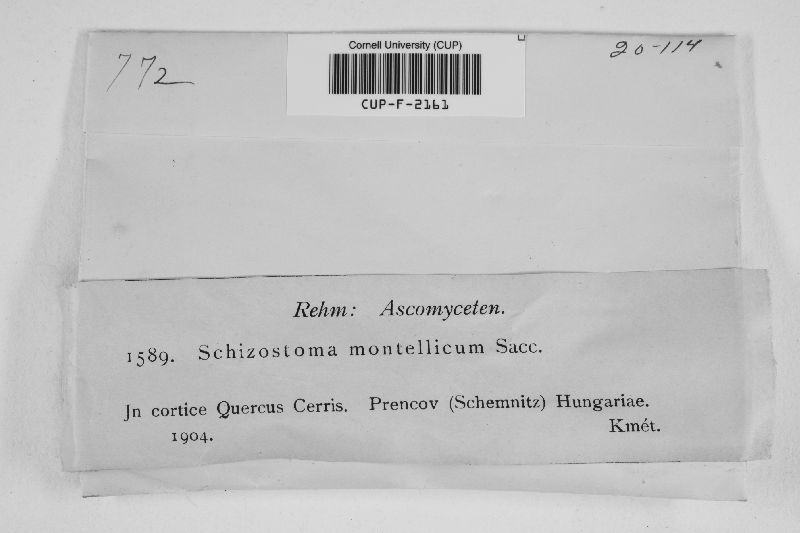 772
Cornell University (CUP)
20-114
CUP-F-2161
Rehm: Ascomyceten.
1589. Schizostoma montellicum Sacc.
Jn cortice Quercus Cerris. Prencov (Schemnitz) Hungariae.
1904. Kmét.